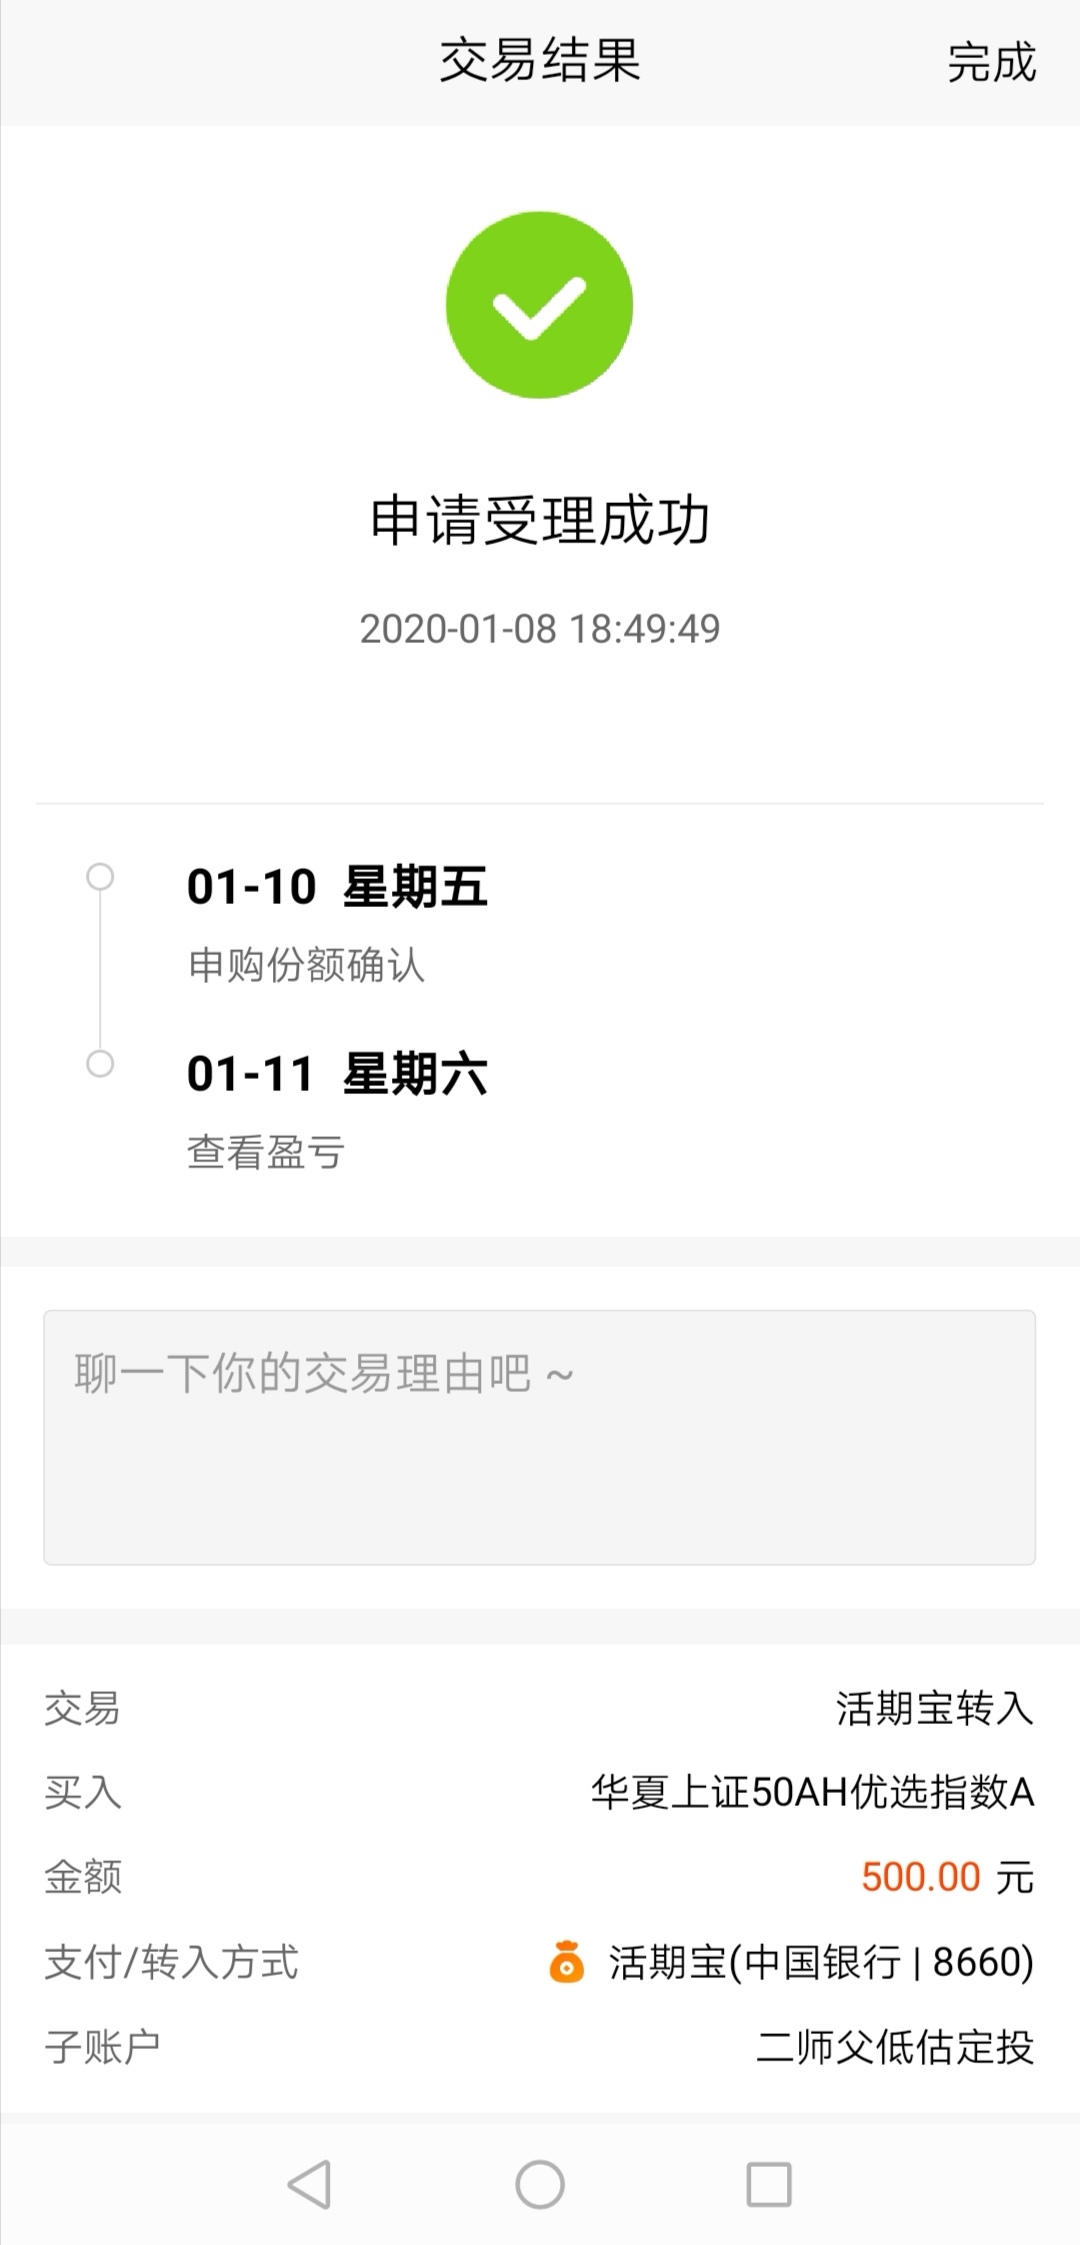 交易结果
完成
申请受理成功
2020-01-08 18:49:49
01-10 星期五
申购份额确认
01-11 星期六
查看盈亏
聊一下你的交易理由吧 ~
交易 活期宝转入
买入 华夏上证50AH优选指数A
金额 500.00 元
支付/转入方式 活期宝(中国银行 | 8660)
子账户 二师父低估定投